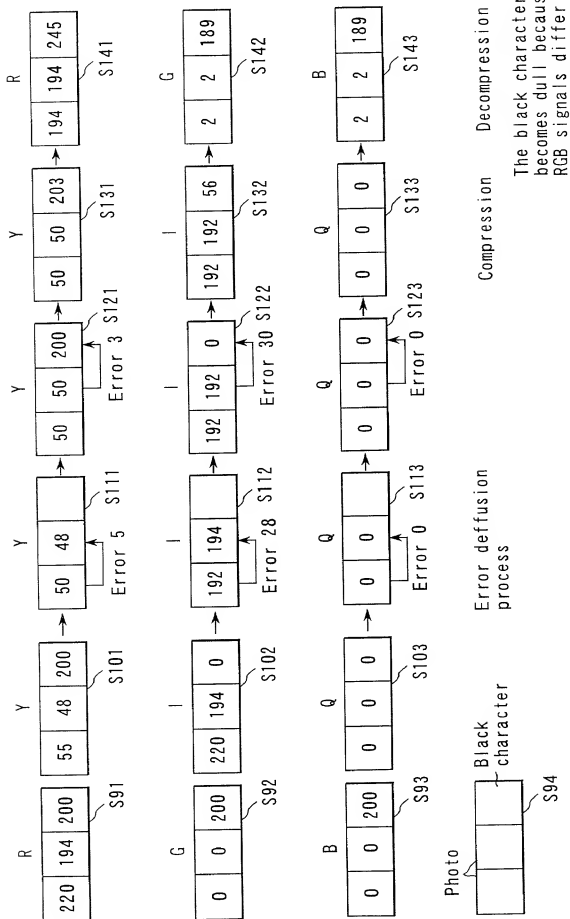 R Y Y Y Y R
220 194 200 55 48 200 50 48 50 50 200 50 50 203 194 194 245
S91 S101 S111 S121 S131 S141
Error 5 Error 3
G I I I I G
0 0 200 220 194 0 192 194 192 192 0 192 192 56 2 2 189
S92 S102 S112 S122 S132 S142
Error 28 Error 30
B Q Q Q Q B
0 0 200 0 0 0 0 0 0 0 0 0 0 0 2 2 189
S93 S103 S113 S123 S133 S143
Error 0 Error 0
Photo
Black
character
S94
Error deffusion
process
Compression
Decompression
The black character
becomes dull becaus
RGB signals differ